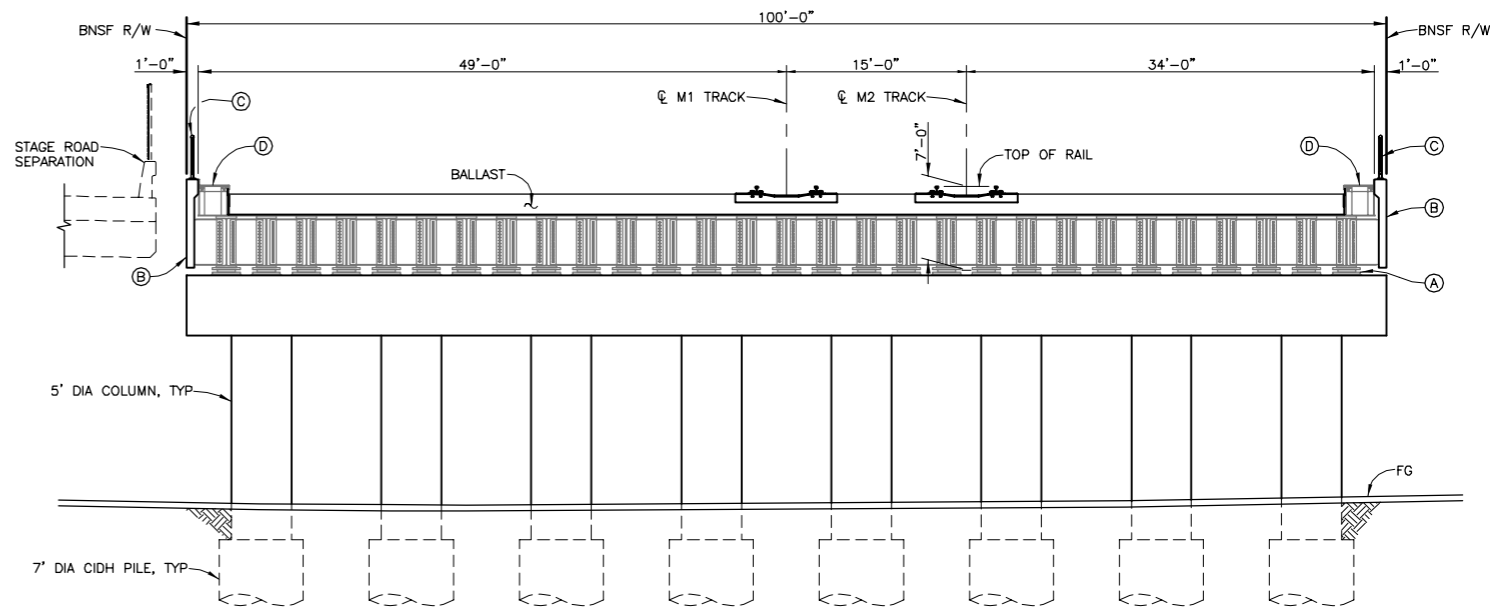 100'-0"
BNSF R/W
BNSF R/W
1'-0"
49'-0"
15'-0"
34'-0"
1'-0"
C
℄ M1 TRACK
℄ M2 TRACK
STAGE ROAD
SEPARATION
D
7'-0"
TOP OF RAIL
D
C
BALLAST
B
B
A
5' DIA COLUMN, TYP
FG
7' DIA CIDH PILE, TYP